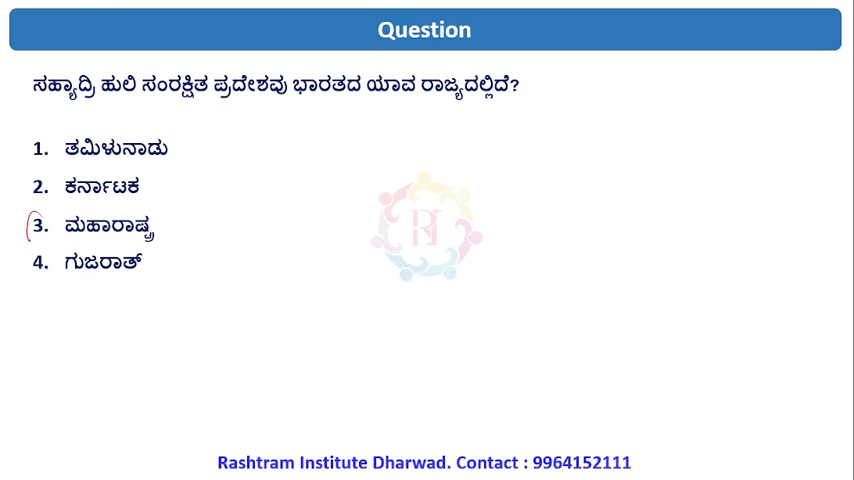 Question
ಸಹ್ಯಾದ್ರಿ ಹುಲಿ ಸಂರಕ್ಷಿತ ಪ್ರದೇಶವು ಭಾರತದ ಯಾವ ರಾಜ್ಯದಲ್ಲಿದೆ?
1. ತಮಿಳುನಾಡು
2. ಕರ್ನಾಟಕ
3. ಮಹಾರಾಷ್ಟ್ರ
4. ಗುಜರಾತ್
Rashtram Institute Dharwad. Contact : 9964152111